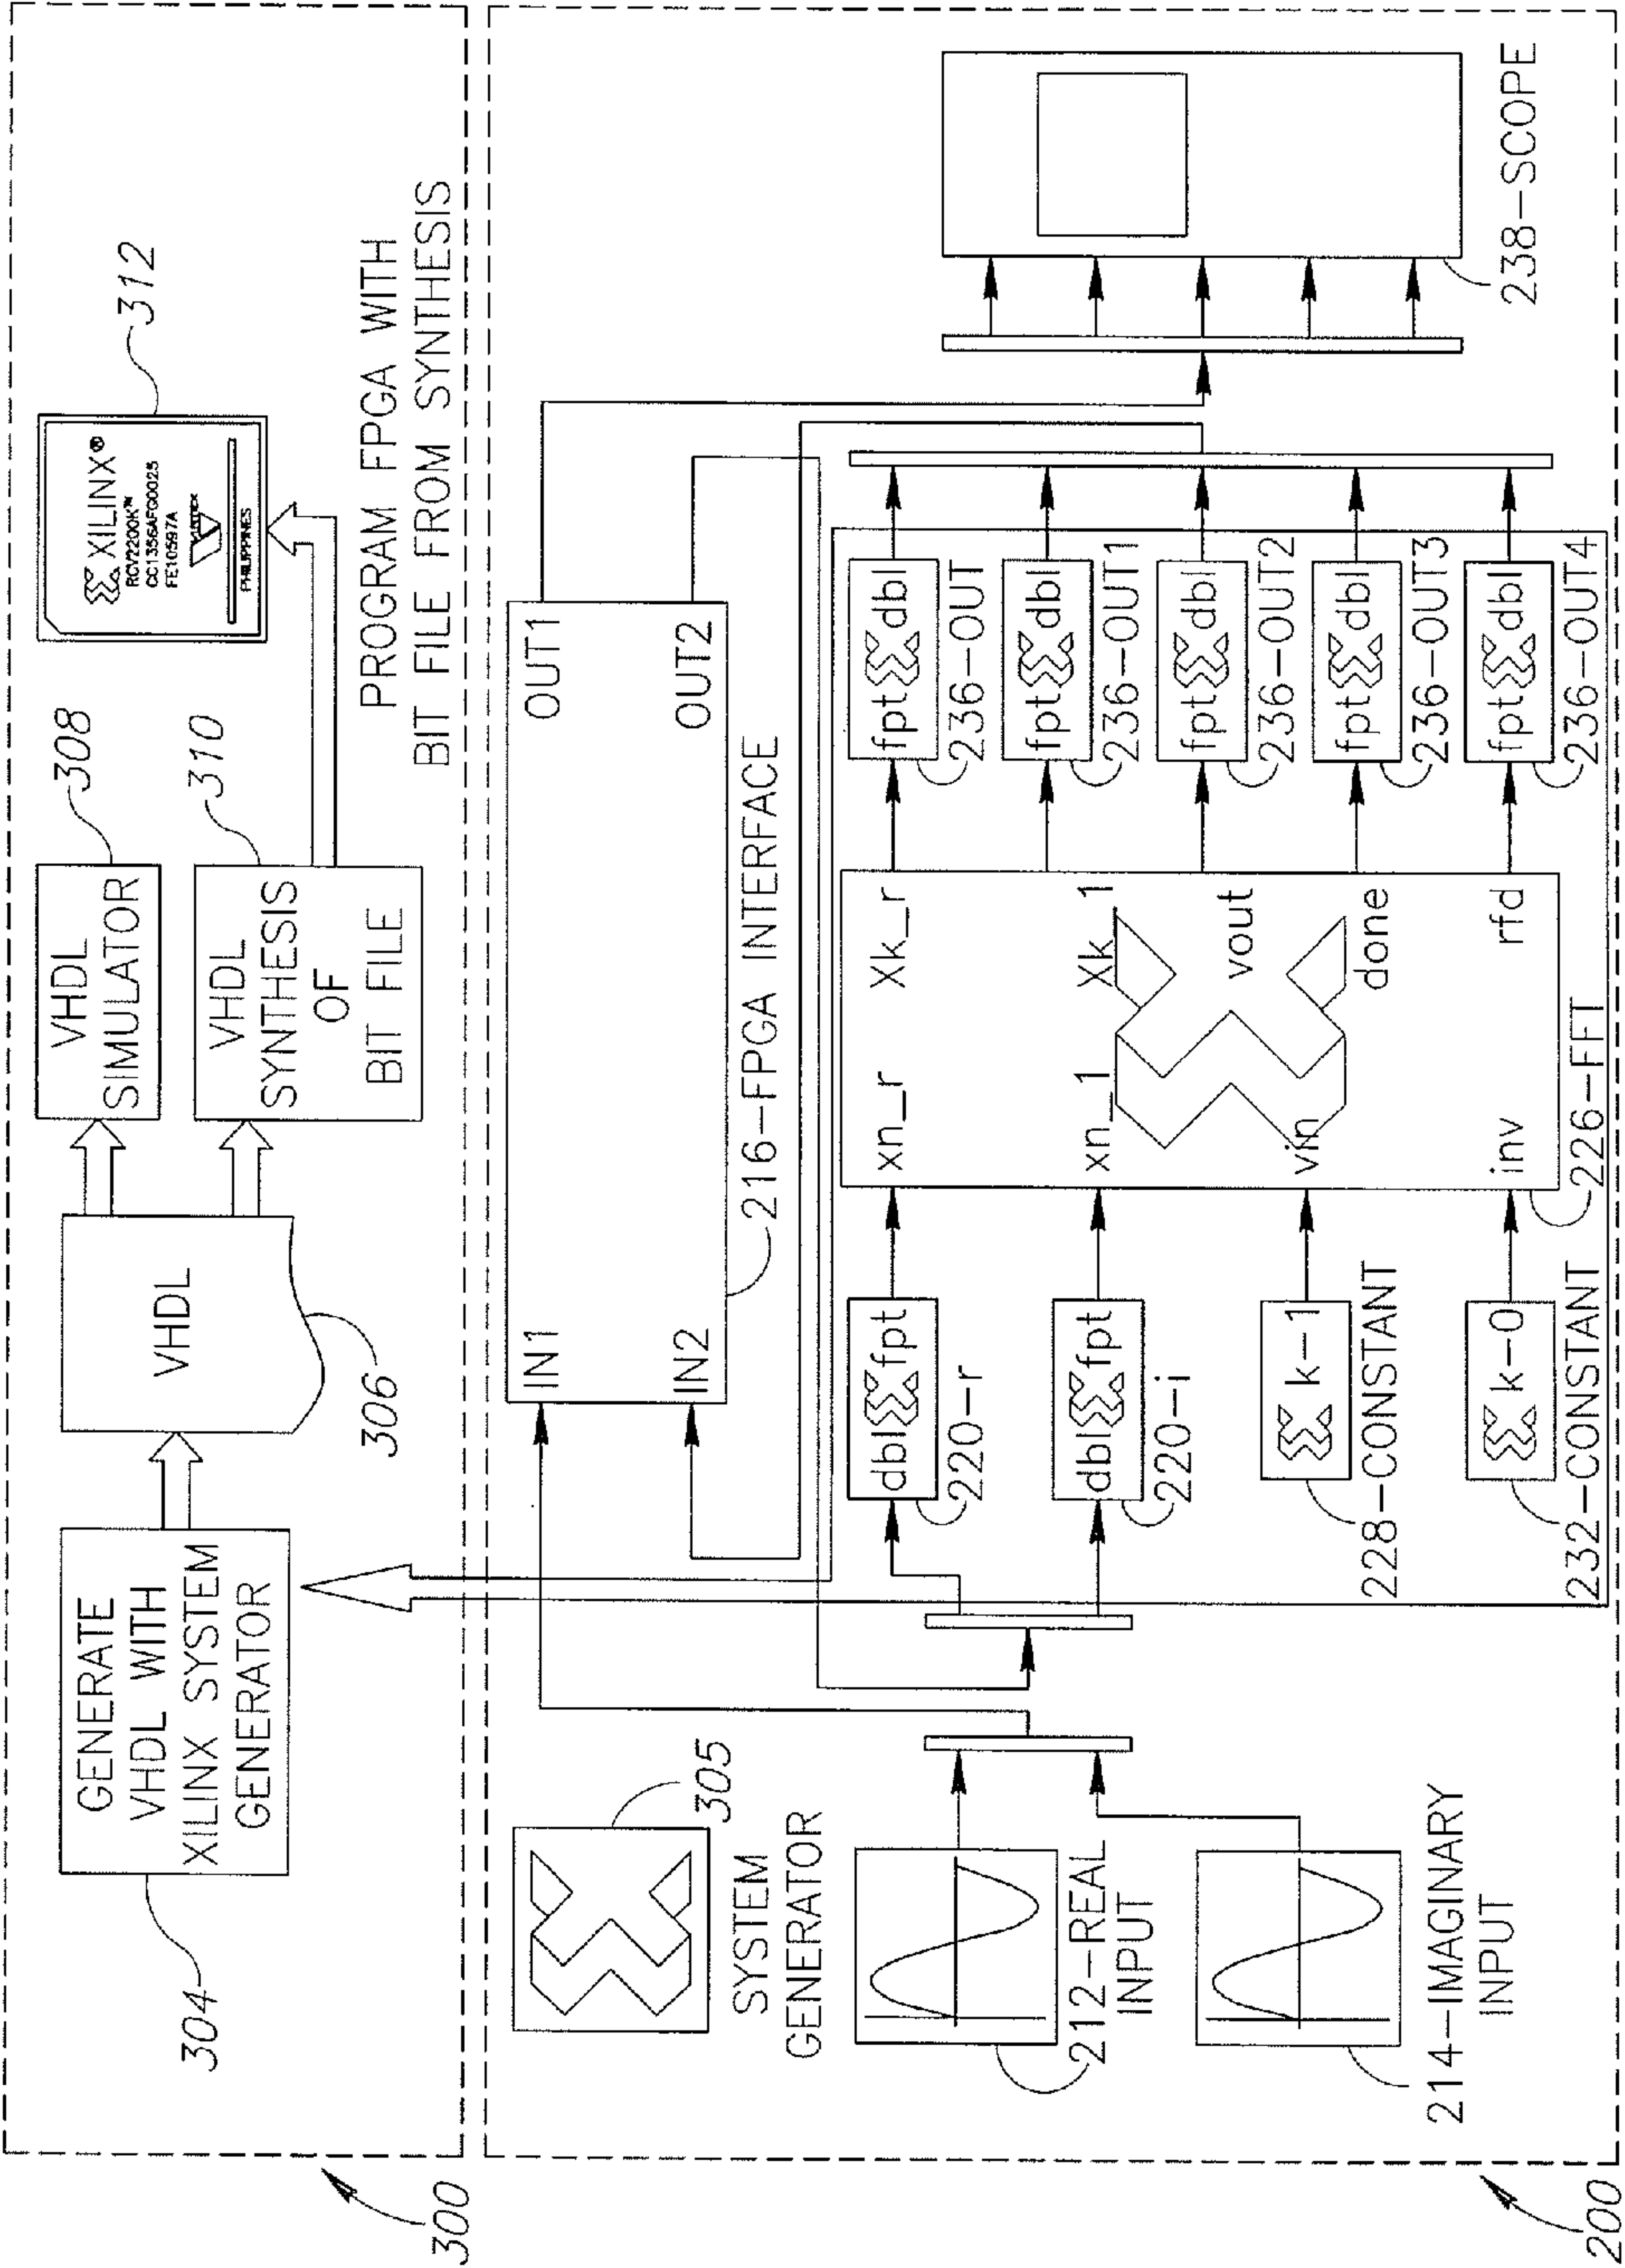 300
304
GENERATE
VHDL WITH
XILINX SYSTEM
GENERATOR
VHDL
306
VHDL
SIMULATOR
308
VHDL
SYNTHESIS
OF
BIT FILE
310
XILINX®
PHILIPPINES
312
PROGRAM FPGA WITH
BIT FILE FROM SYNTHESIS
200
305
SYSTEM
GENERATOR
212-REAL
INPUT
214-IMAGINARY
INPUT
IN1
IN2
OUT1
OUT2
216-FPGA INTERFACE
dbl fpt
220-r
dbl fpt
220-i
k-1
228-CONSTANT
k-0
232-CONSTANT
xn_r
xn_1
vin
inv
Xk_r
Xk_1
vout
done
rfd
226-FFT
fpt dbl
236-OUT
fpt dbl
236-OUT1
fpt dbl
236-OUT2
fpt dbl
236-OUT3
fpt dbl
236-OUT4
238-SCOPE